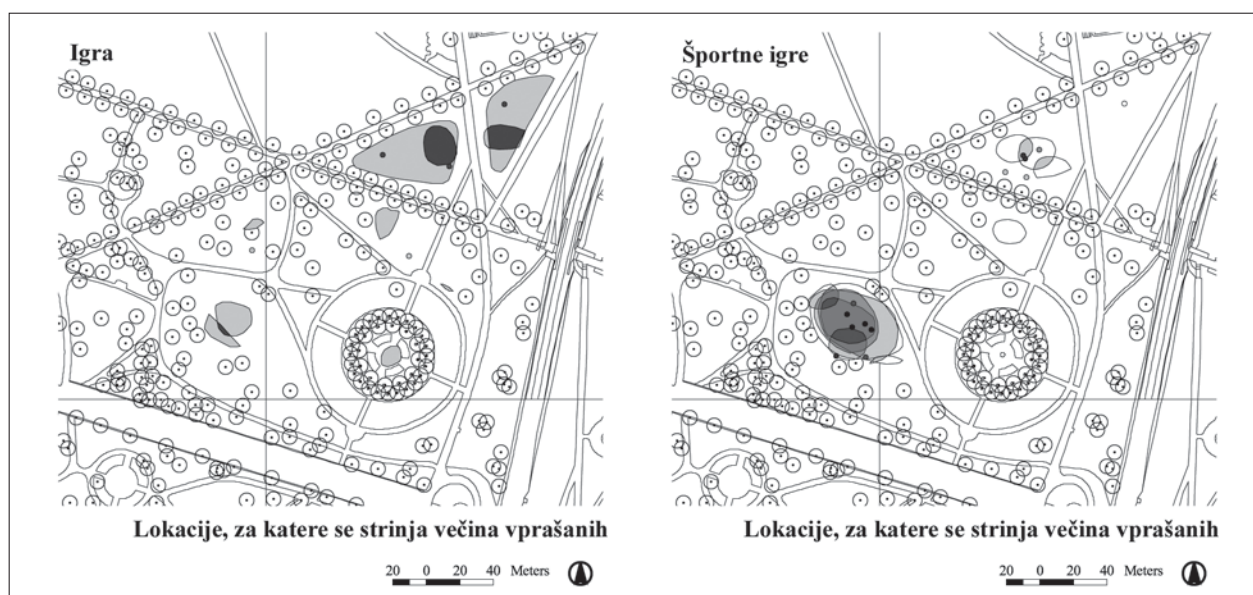 Igra
Lokacije, za katere se strinja večina vprašanih
20 0 20 40 Meters
Športne igre
Lokacije, za katere se strinja večina vprašanih
20 0 20 40 Meters